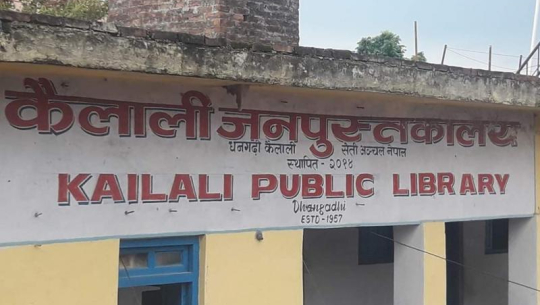 कैलाली जनपुस्तकालय
धनगढी कैलाली सेती अञ्चल नेपाल
स्थापित - २०१४
KAILALI PUBLIC LIBRARY
Dhangadhi
ESTD - 1957